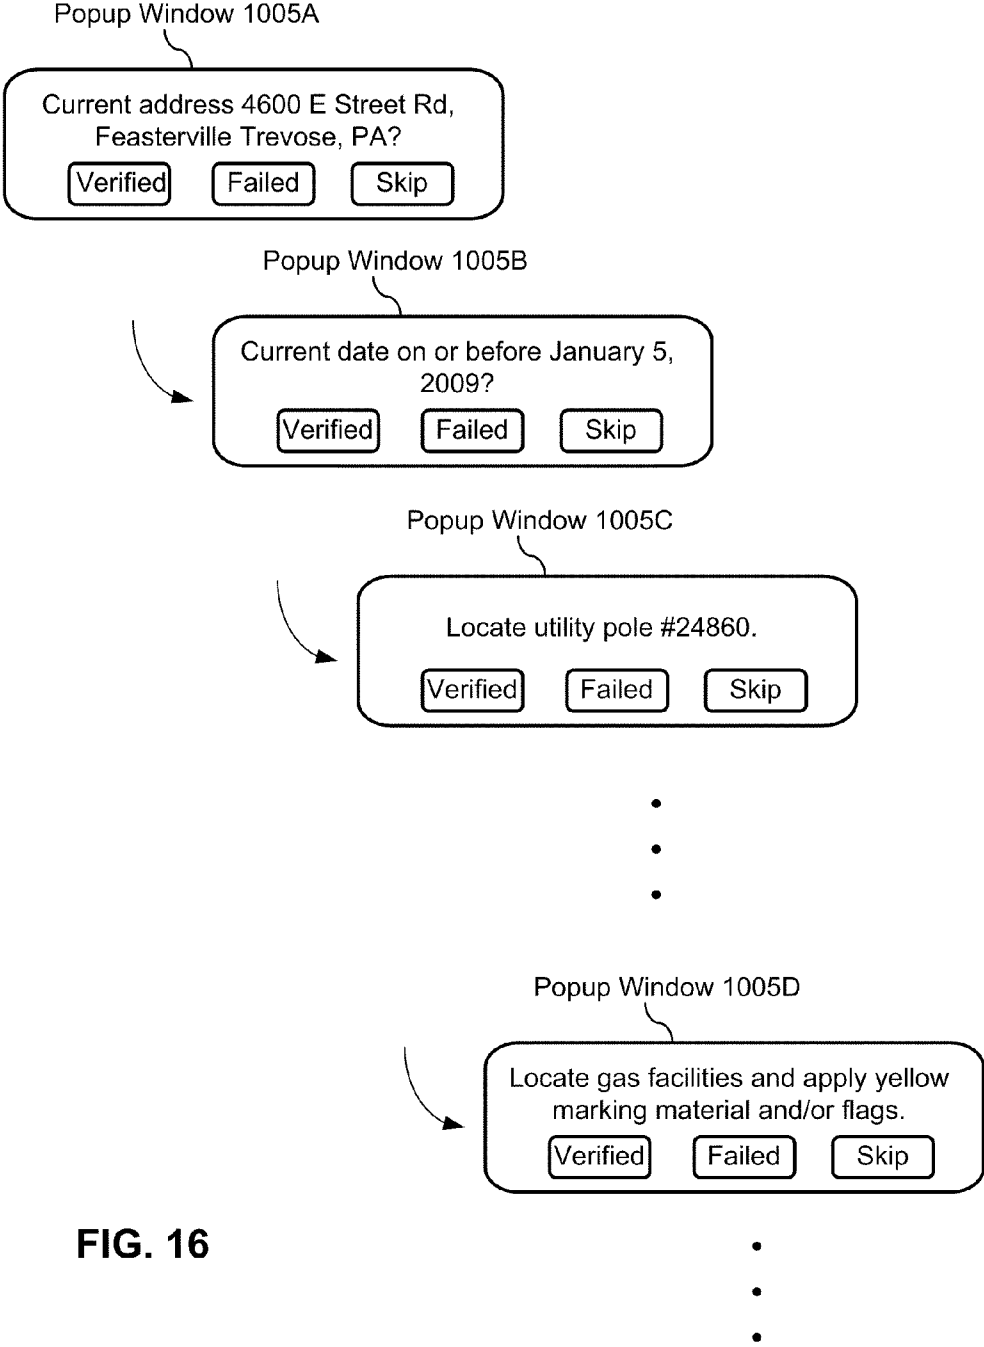 Popup Window 1005A
Current address 4600 E Street Rd,
Feasterville Trevose, PA?
Verified Failed Skip
Popup Window 1005B
Current date on or before January 5,
2009?
Verified Failed Skip
Popup Window 1005C
Locate utility pole #24860.
Verified Failed Skip
Popup Window 1005D
Locate gas facilities and apply yellow
marking material and/or flags.
Verified Failed Skip
FIG. 16